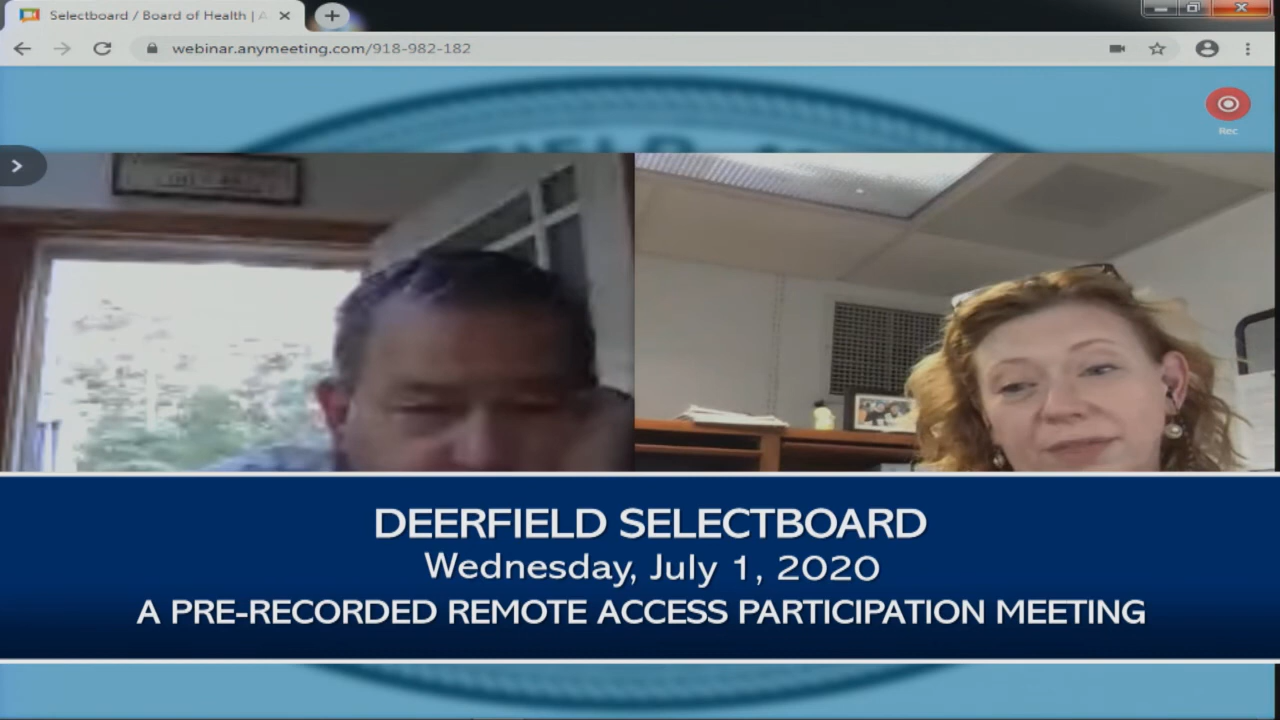 Selectboard / Board of Health | A
webinar.anymeeting.com/918-982-182
Rec
DEERFIELD SELECTBOARD
Wednesday, July 1, 2020
A PRE-RECORDED REMOTE ACCESS PARTICIPATION MEETING